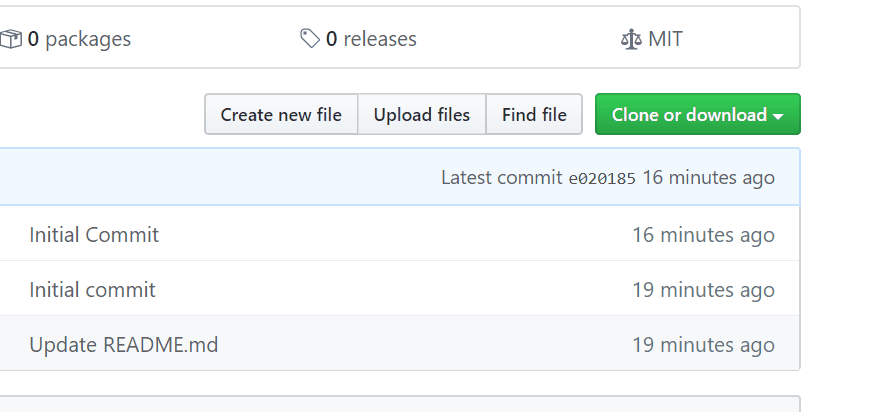 0 packages 0 releases MIT
Create new file Upload files Find file Clone or download
Latest commit e020185 16 minutes ago
Initial Commit 16 minutes ago
Initial commit 19 minutes ago
Update README.md 19 minutes ago